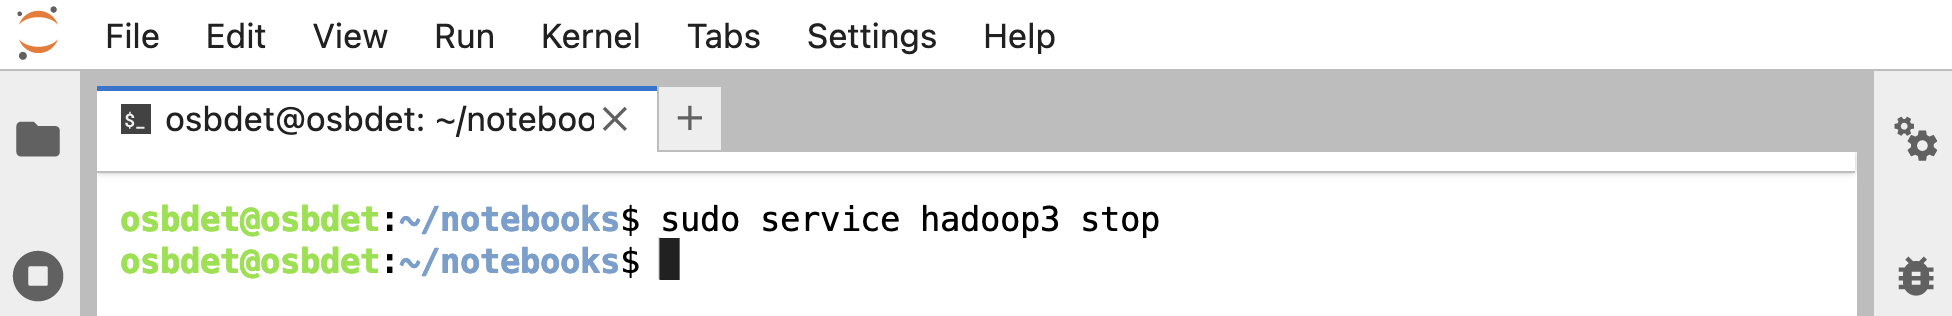 File Edit View Run Kernel Tabs Settings Help
$_ osbdet@osbdet: ~/noteboo
osbdet@osbdet:~/notebooks$ sudo service hadoop3 stop
osbdet@osbdet:~/notebooks$